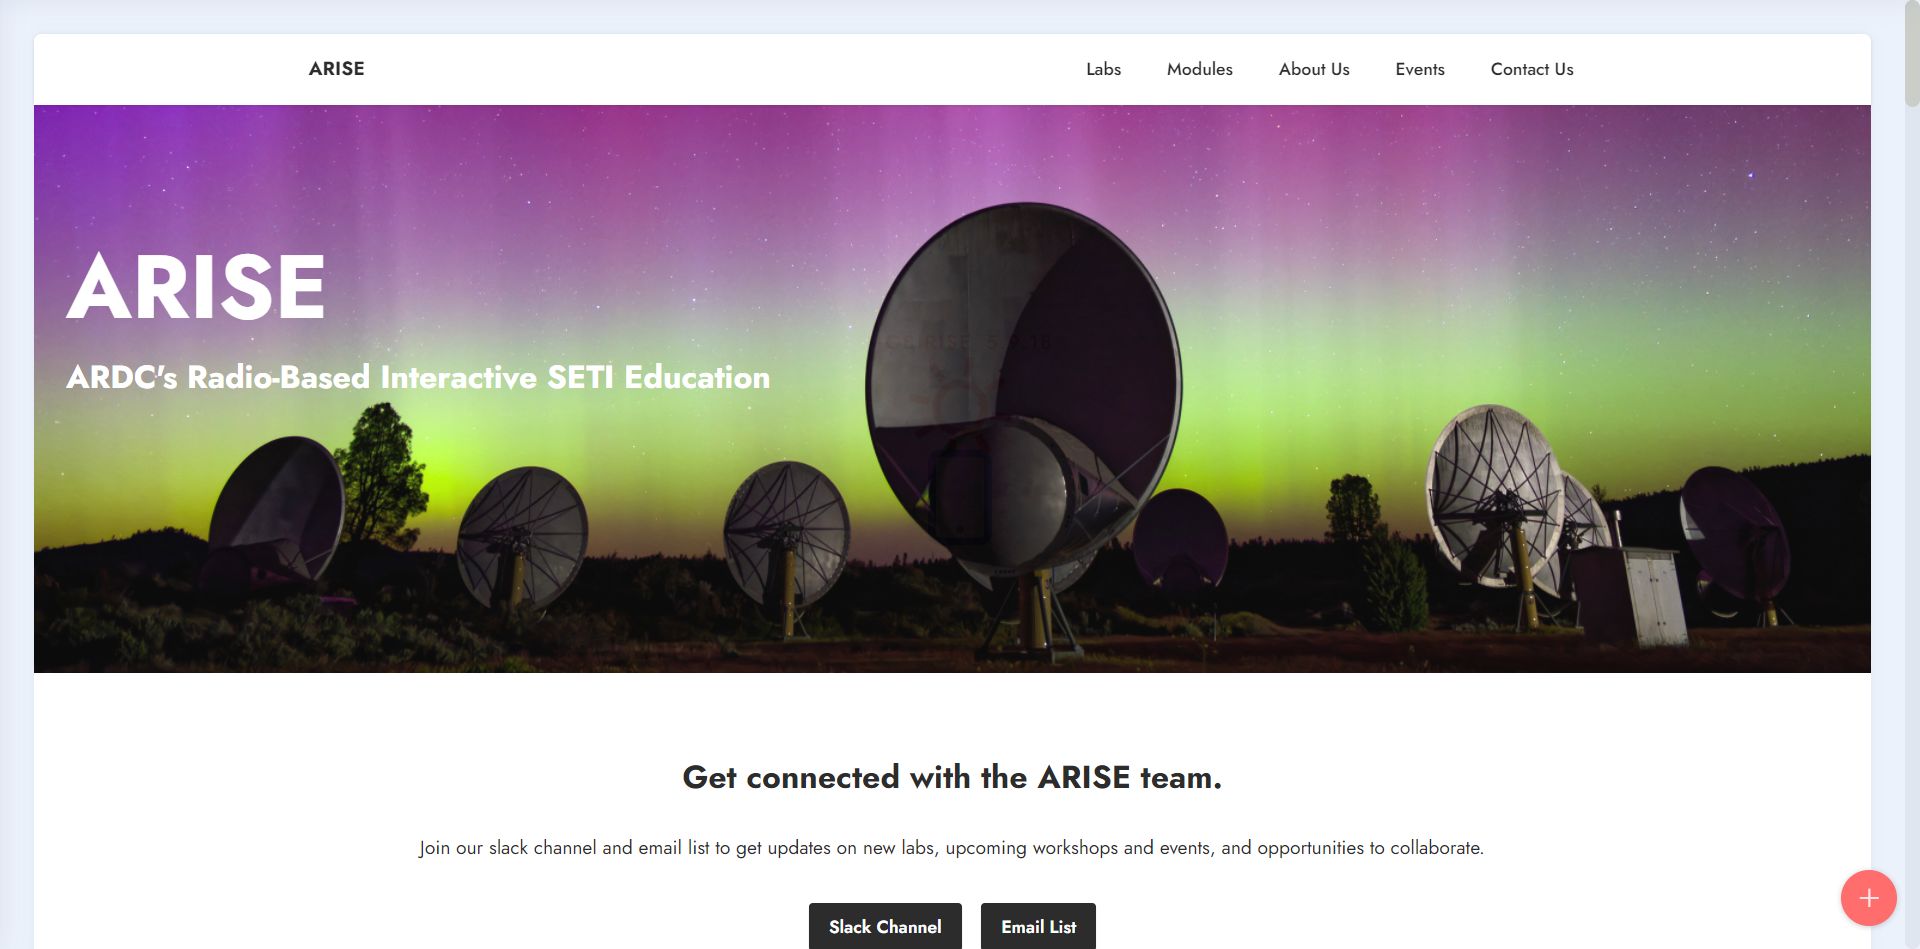 ARISE
Labs Modules About Us Events Contact Us
ARISE
ARDC's Radio-Based Interactive SETI Education
Get connected with the ARISE team.
Join our slack channel and email list to get updates on new labs, upcoming workshops and events, and opportunities to collaborate.
Slack Channel Email List